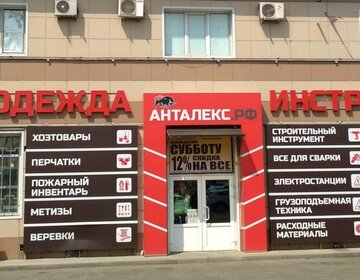 ОДЕЖДА
АНТАЛЕКС.РФ
ИНСТР
ХОЗТОВАРЫ
ПЕРЧАТКИ
ПОЖАРНЫЙ
ИНВЕНТАРЬ
МЕТИЗЫ
ВЕРЕВКИ
СУББОТУ
12% СКИДКА
НА ВСЕ
СТРОИТЕЛЬНЫЙ
ИНСТРУМЕНТ
ВСЕ ДЛЯ СВАРКИ
ЭЛЕКТРОСТАНЦИИ
ГРУЗОПОДЪЕМНАЯ
ТЕХНИКА
РАСХОДНЫЕ
МАТЕРИАЛЫ